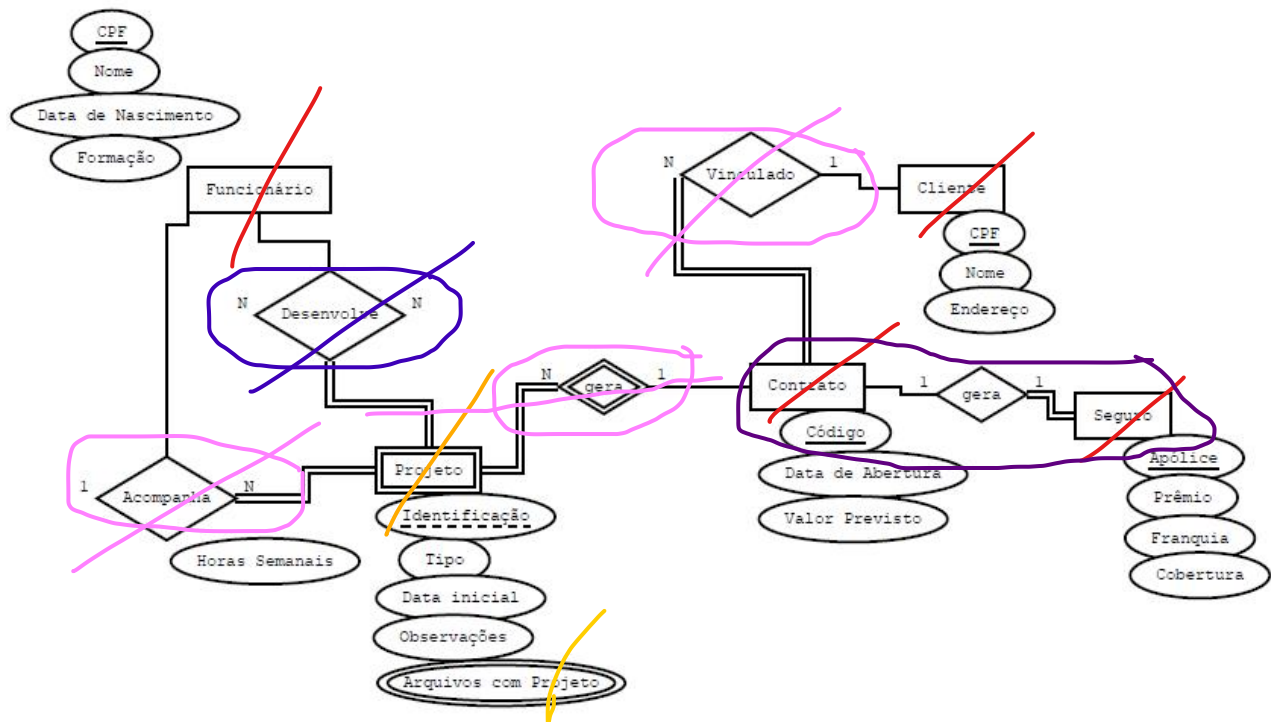 CPF
Nome
Data de Nascimento
Formação
Funcionário
N
Vinculado
1
Cliente
CPF
Nome
Endereço
N
Desenvolve
N
N
gera
1
Contrato
1
gera
1
Seguro
Código
Data de Abertura
Valor Previsto
Apólice
Prêmio
Franquia
Cobertura
1
Acompanha
N
Horas Semanais
Projeto
Identificação
Tipo
Data inicial
Observações
Arquivos com Projeto